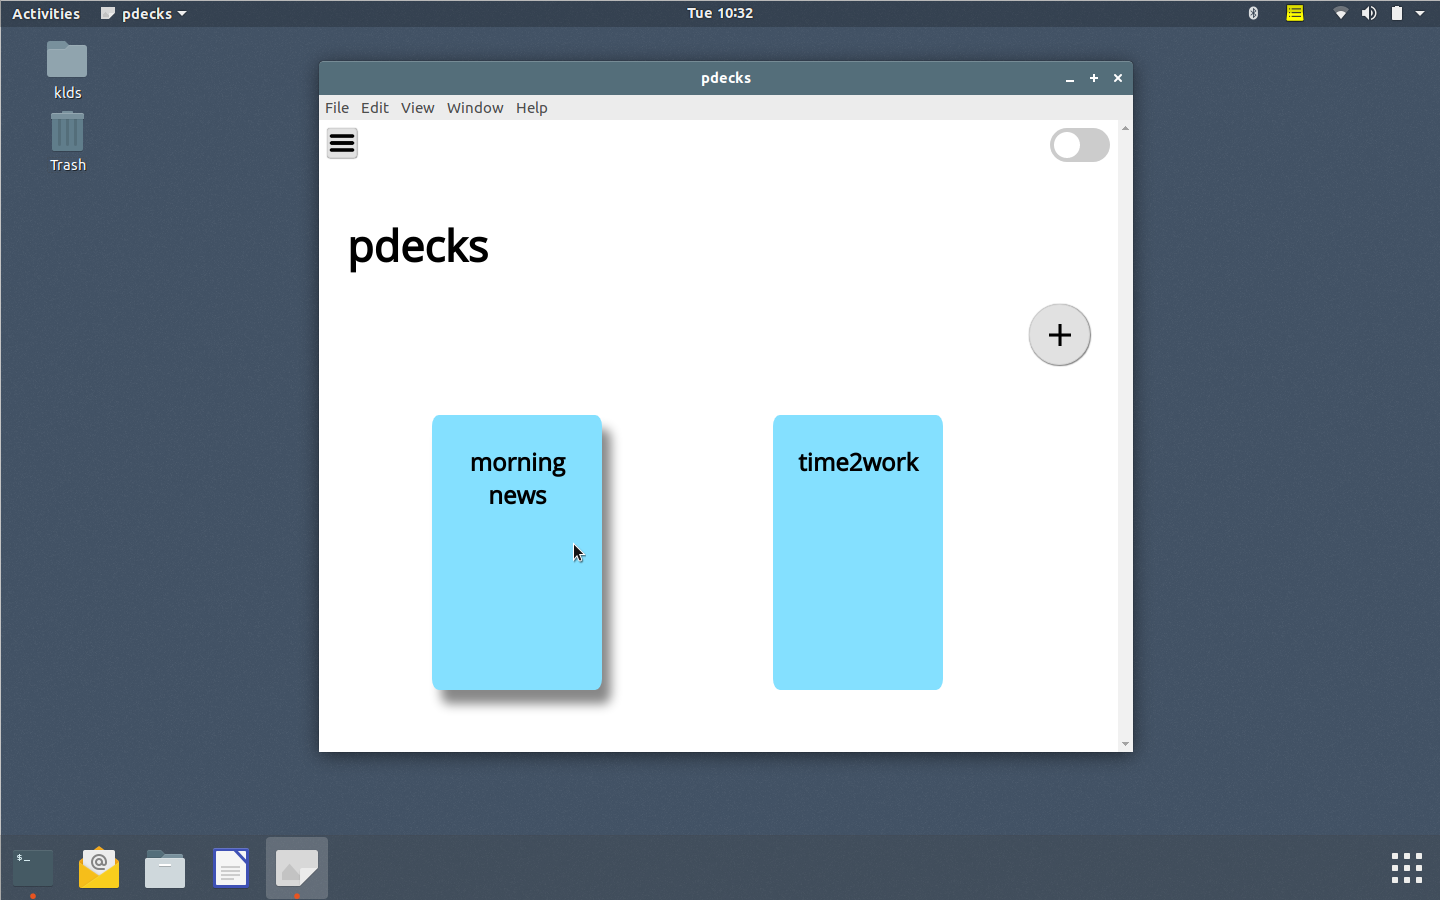 Activities pdecks Tue 10:32
klds
Trash
pdecks
File Edit View Window Help
pdecks
+
morning
news
time2work
$_
@